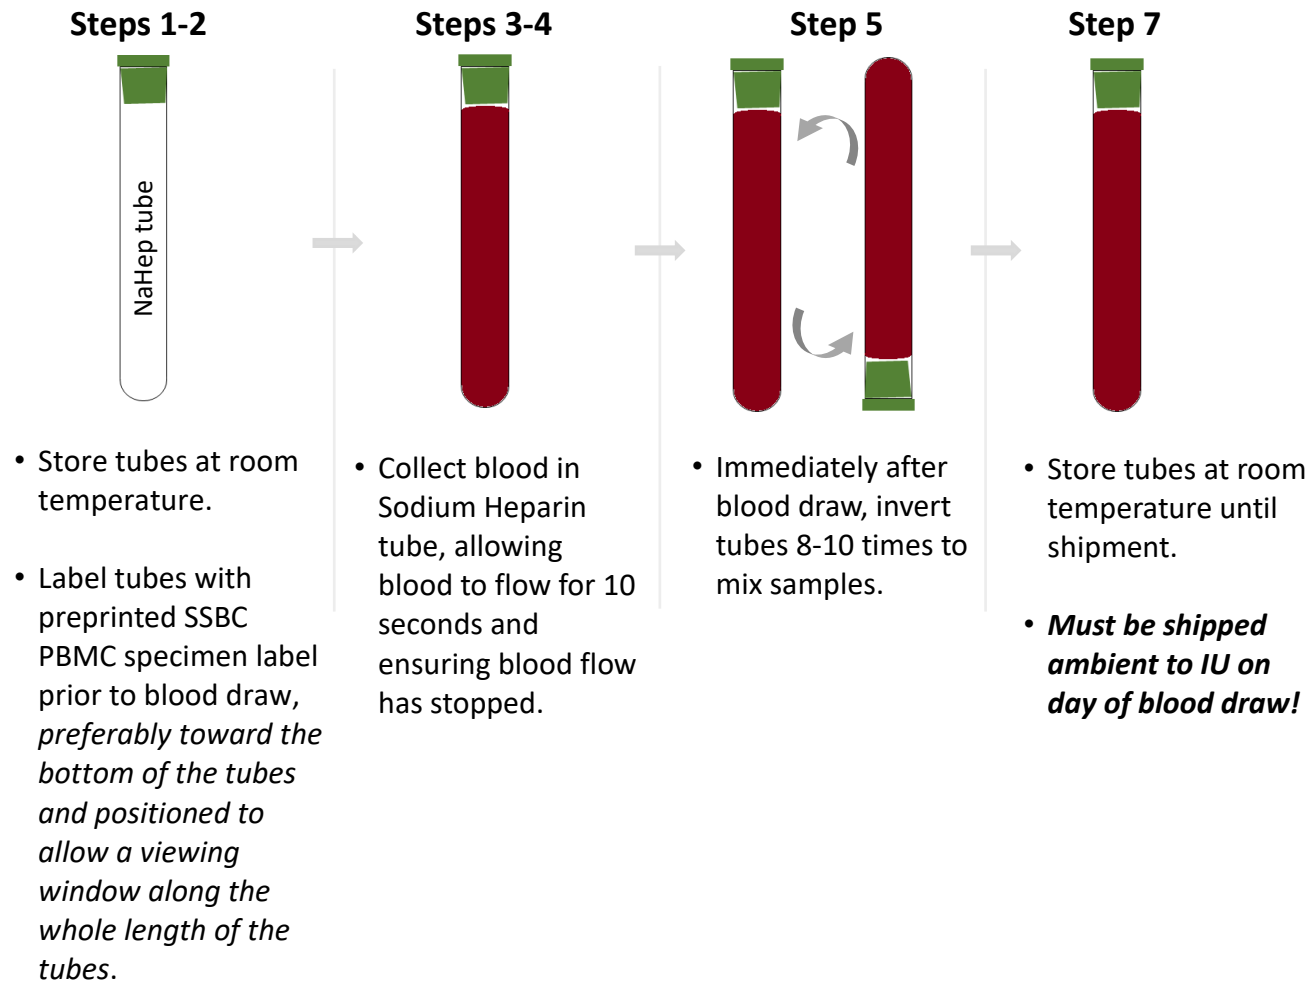 Steps 1-2
NaHep tube
• Store tubes at room
temperature.
• Label tubes with
preprinted SSBC
PBMC specimen label
prior to blood draw,
preferably toward the
bottom of the tubes
and positioned to
allow a viewing
window along the
whole length of the
tubes.
Steps 3-4
• Collect blood in
Sodium Heparin
tube, allowing
blood to flow for 10
seconds and
ensuring blood flow
has stopped.
Step 5
• Immediately after
blood draw, invert
tubes 8-10 times to
mix samples.
Step 7
• Store tubes at room
temperature until
shipment.
• Must be shipped
ambient to IU on
day of blood draw!